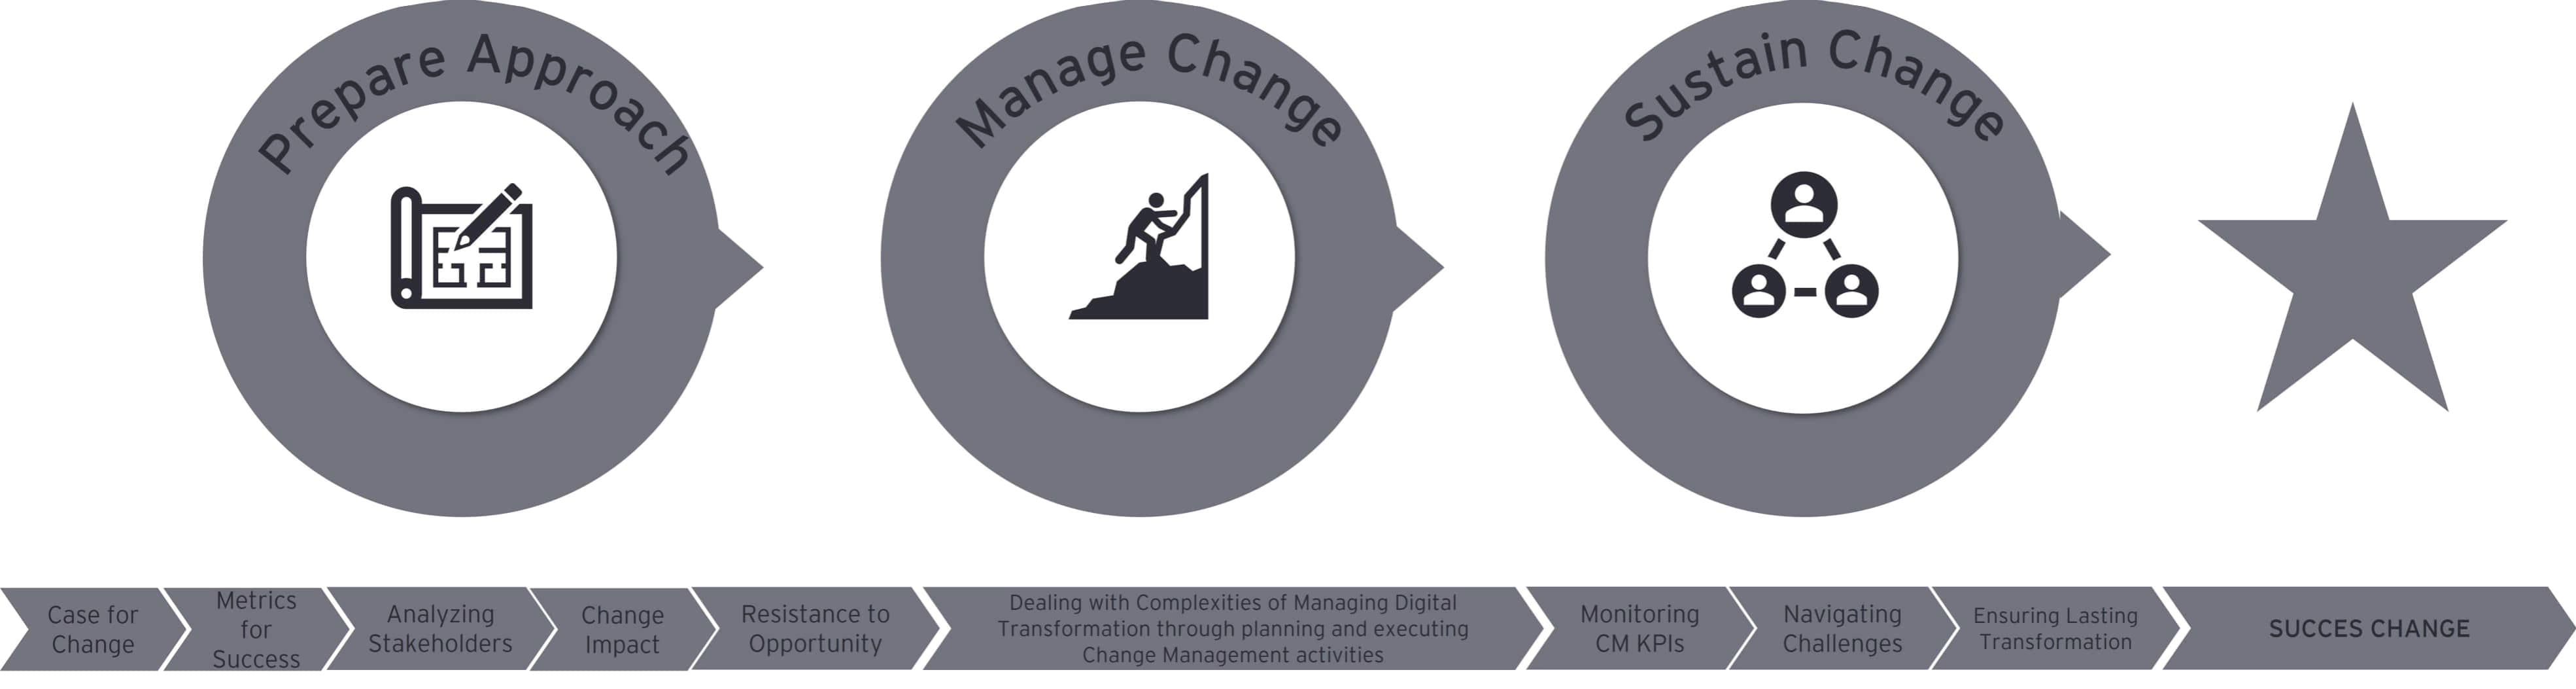 Prepare Approach
Manage Change
Sustain Change
Case for
Change
Metrics
for
Success
Analyzing
Stakeholders
Change
Impact
Resistance to
Opportunity
Dealing with Complexities of Managing Digital
Transformation through planning and executing
Change Management activities
Monitoring
CM KPIs
Navigating
Challenges
Ensuring Lasting
Transformation
SUCCES CHANGE